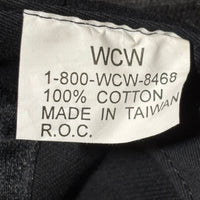 WCW
1-800-WCW-8468
100% COTTON
MADE IN TAIWAN
R.O.C.